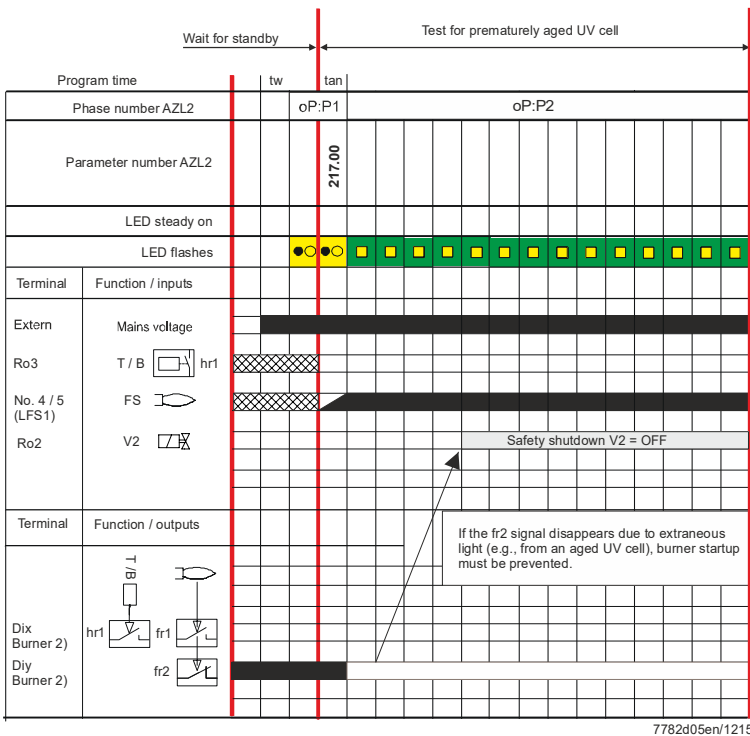 Wait for standby
Test for prematurely aged UV cell
Program time
tw
tan
Phase number AZL2
oP:P1
oP:P2
Parameter number AZL2
217.00
LED steady on
LED flashes
Terminal
Function / inputs
Extern
Mains voltage
Ro3
T / B
hr1
No. 4 / 5
(LFS1)
FS
Ro2
V2
Safety shutdown V2 = OFF
Terminal
Function / outputs
If the fr2 signal disappears due to extraneous
light (e.g., from an aged UV cell), burner startup
must be prevented.
T /B
Dix
Burner 2)
hr1
fr1
Diy
Burner 2)
fr2
7782d05en/1215